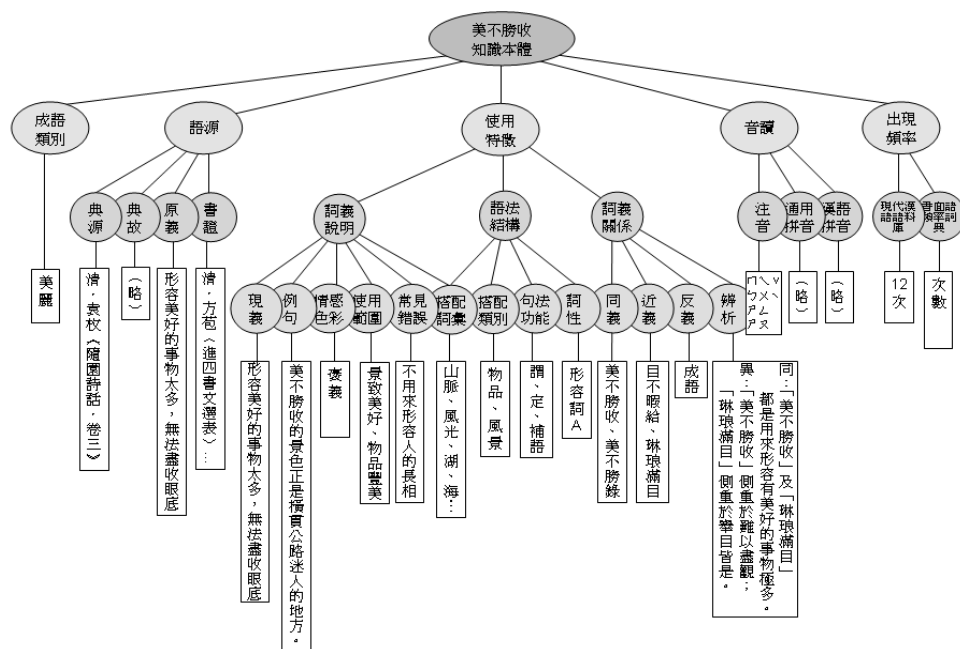 美不勝收
知識本體
成語
類別
語源
使用
特徵
音讀
出現
頻率
典源
典故
原義
書證
詞義
說明
語法
結構
詞義
關係
注音
通用
拼音
漢語
拼音
現代漢
語語料
庫
書面語
頻率詞
典
現義
例句
情感
色彩
使用
範圍
常見
錯誤
搭配
詞彙
搭配
類別
句法
功能
詞性
同義
近義
反義
辨析
美麗
清．袁枚《隨園詩話．卷三》
（略）
形容美好的事物太多，無法盡收眼底
清．方苞〈進四書文選表〉…
形容美好的事物太多，無法盡收眼底
美不勝收的景色正是橫貫公路迷人的地方。
褒義
景致美好、物品豐美
不用來形容人的長相
山脈、風光、湖、海…
物品、風景
謂、定、補語
形容詞A
美不勝收、美不勝錄
目不暇給、琳琅滿目
成語
同：「美不勝收」及「琳琅滿目」
都是用來形容有美好的事物極多。
異：「美不勝收」側重於難以盡觀；
「琳琅滿目」側重於舉目皆是。
ㄇㄟˇ
ㄅㄨˋ
ㄕㄥ
ㄕㄡ
（略）
（略）
12次
次數